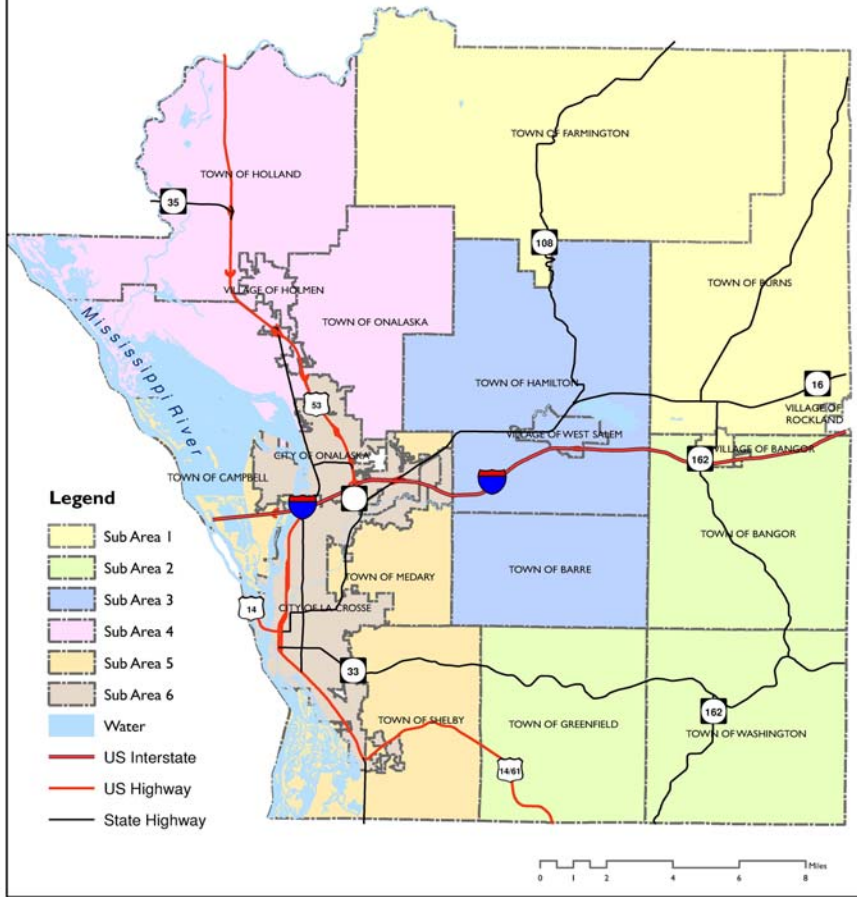 TOWN OF FARMINGTON
TOWN OF HOLLAND
35
108
TOWN OF BURNS
VILLAGE OF HOLMEN
TOWN OF ONALASKA
Mississippi River
TOWN OF HAMILTON
16
53
VILLAGE OF
ROCKLAND
VILLAGE OF WEST SALEM
VILLAGE OF BANGOR
CITY OF ONALASKA
162
TOWN OF CAMPBELL
Legend
Sub Area 1
Sub Area 2
Sub Area 3
Sub Area 4
Sub Area 5
Sub Area 6
Water
US Interstate
US Highway
State Highway
TOWN OF BANGOR
TOWN OF BARRE
TOWN OF MEDARY
14
CITY OF LA CROSSE
33
162
TOWN OF SHELBY
TOWN OF GREENFIELD
TOWN OF WASHINGTON
14/61
Miles
0 1 2 4 6 8